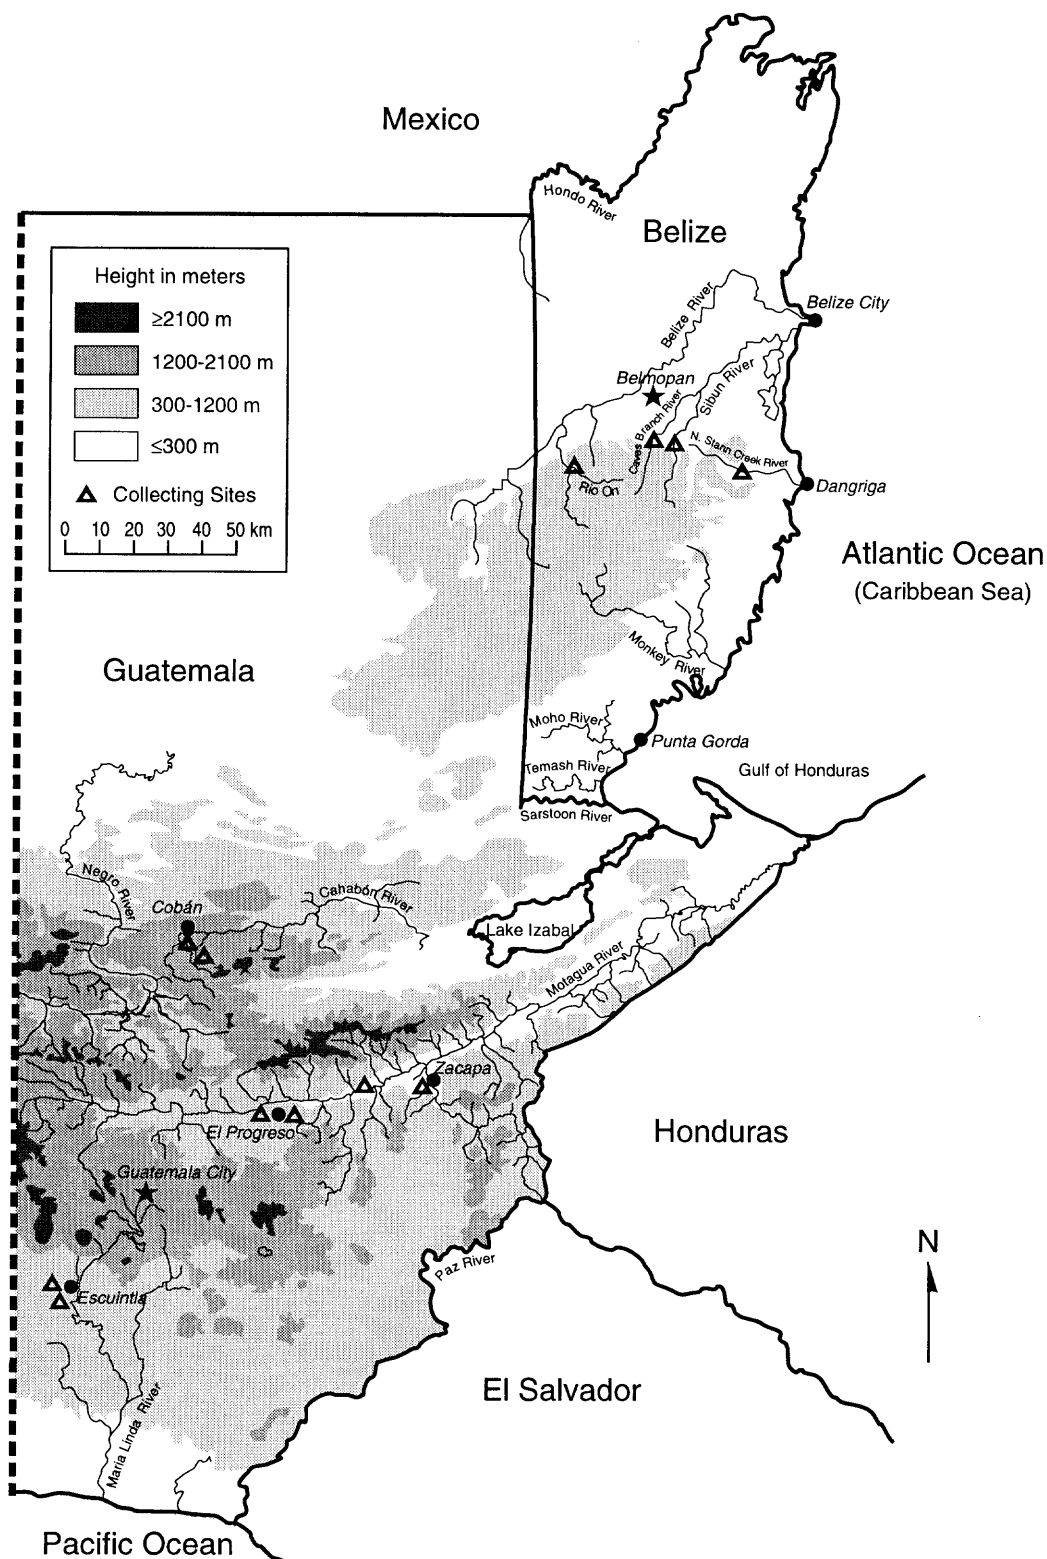 Mexico
Hondo River
Belize
Height in meters
≥2100 m
1200-2100 m
300-1200 m
≤300 m
Collecting Sites
0 10 20 30 40 50 km
Belize River
Belize City
Belmopan
Sibun River
Caves Branch River
N. Stann Creek River
Rio On
Dangriga
Atlantic Ocean
(Caribbean Sea)
Guatemala
Monkey River
Moho River
Punta Gorda
Temash River
Gulf of Honduras
Sarstoon River
Negro River
Cahabón River
Cobán
Lake Izabal
Motagua River
Zacapa
El Progreso
Honduras
Guatemala City
N
Paz River
Escuintla
El Salvador
Maria Linda River
Pacific Ocean